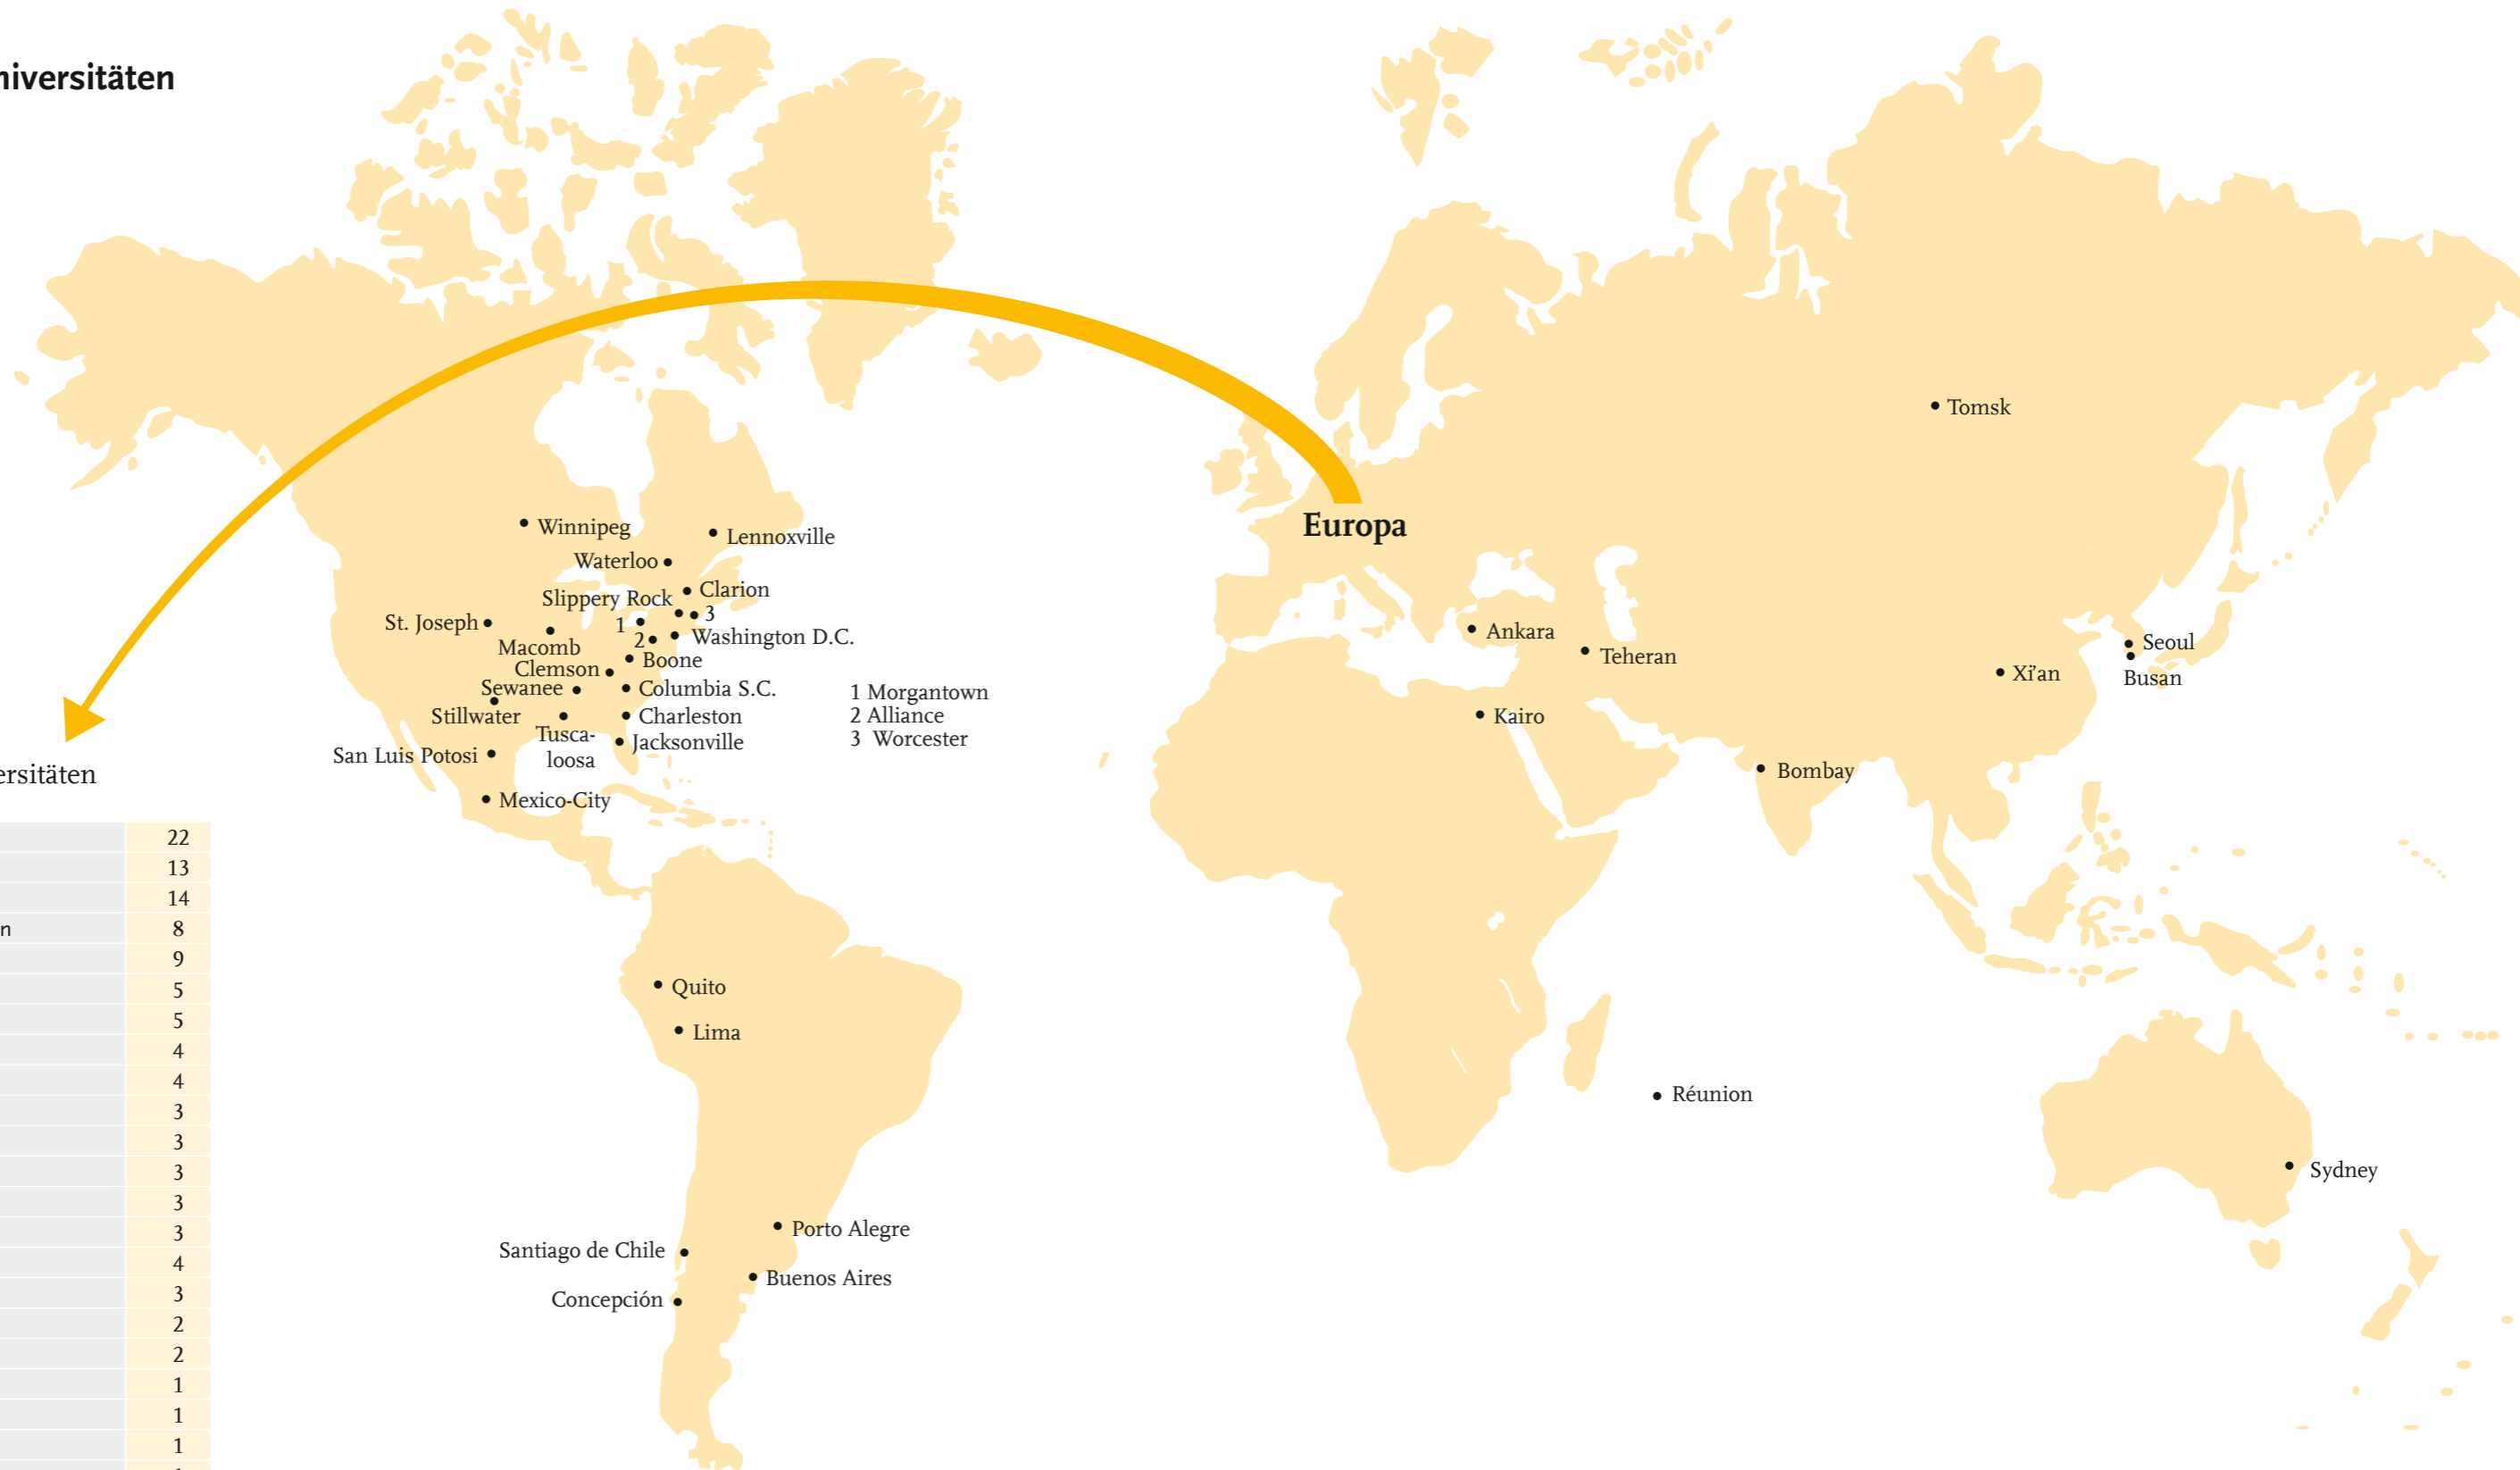 niversitäten
Tomsk
Europa
Winnipeg
Lennoxville
Waterloo
Clarion
Slippery Rock
3
St. Joseph
1
2
Washington D.C.
Macomb
Boone
Clemson
Sewanee
Columbia S.C.
Stillwater
Charleston
Tusca-
loosa
Jacksonville
San Luis Potosi
Mexico-City
1 Morgantown
2 Alliance
3 Worcester
Ankara
Teheran
Kairo
Seoul
Busan
Xi’an
Bombay
ersitäten
22
13
14
n 8
9
5
5
4
4
3
3
3
3
3
4
3
2
2
1
1
1
Quito
Lima
Réunion
Sydney
Porto Alegre
Santiago de Chile
Buenos Aires
Concepción